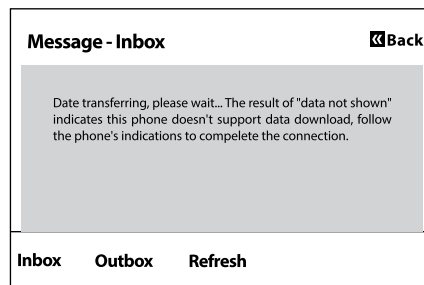 Message - Inbox
Back
Date transferring, please wait... The result of "data not shown"
indicates this phone doesn't support data download, follow
the phone's indications to compelete the connection.
Inbox Outbox Refresh